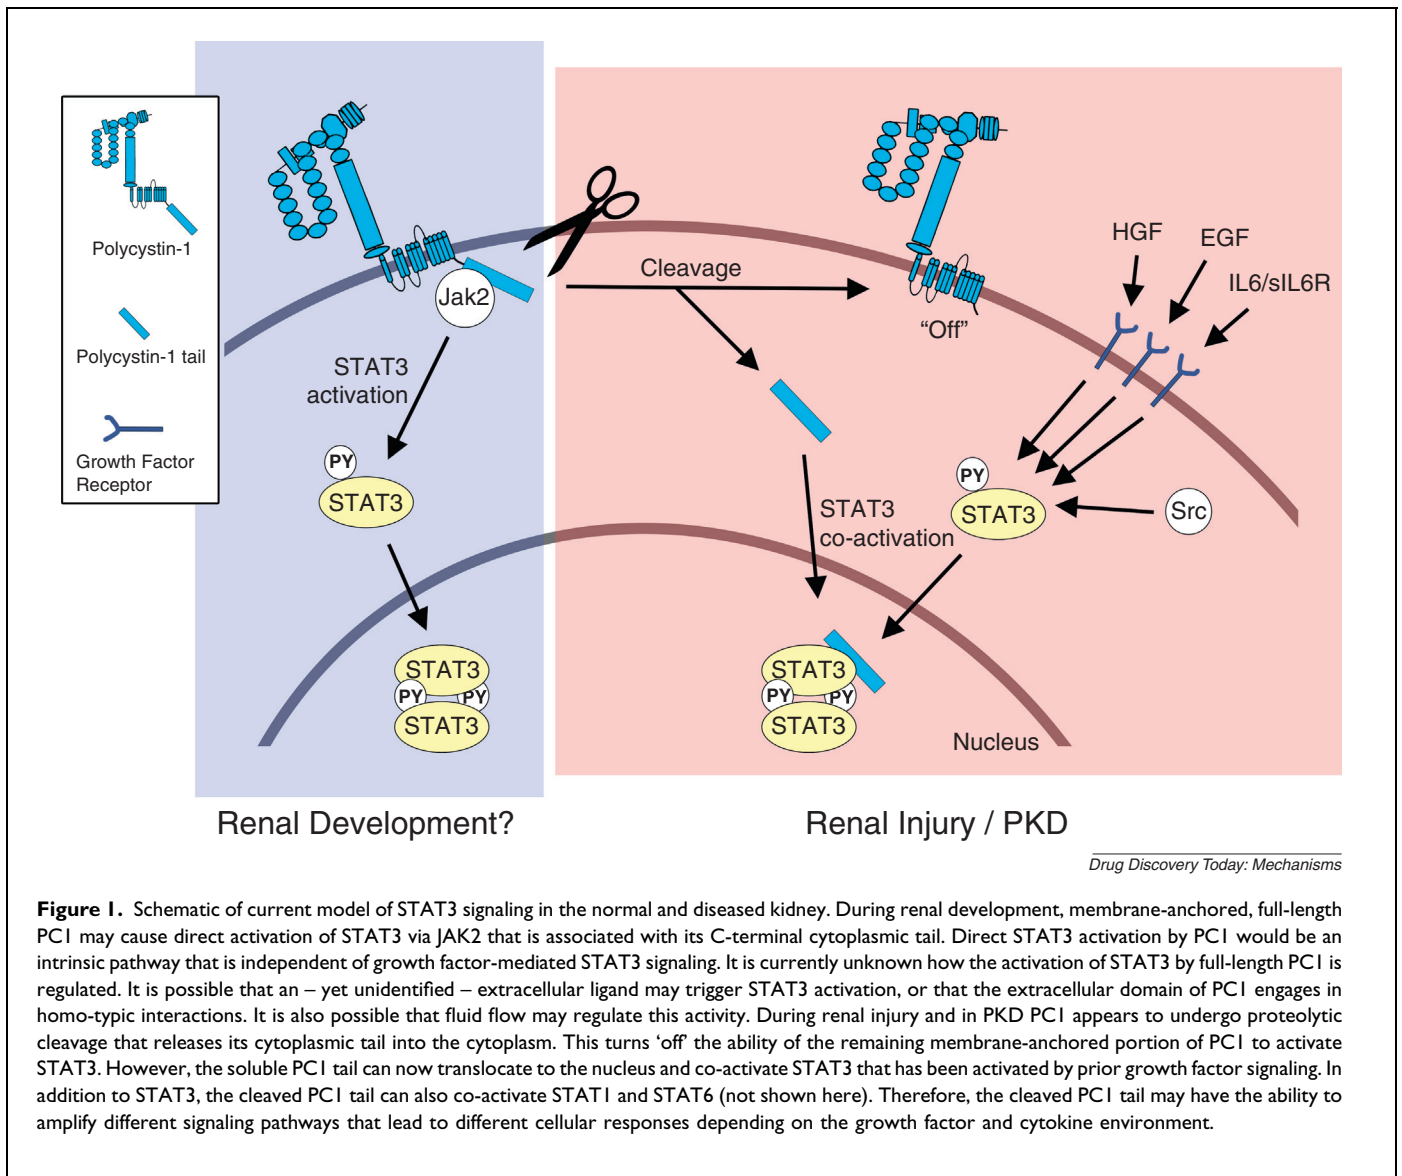 Polycystin-1
Polycystin-1 tail
Growth Factor
Receptor
Jak2
STAT3
activation
PY
STAT3
STAT3
PY
PY
STAT3
Cleavage
"Off"
HGF
EGF
IL6/sIL6R
PY
STAT3
Src
STAT3
co-activation
STAT3
PY
PY
STAT3
Nucleus
Renal Development?
Renal Injury / PKD
Drug Discovery Today: Mechanisms
Figure 1. Schematic of current model of STAT3 signaling in the normal and diseased kidney. During renal development, membrane-anchored, full-length
PC1 may cause direct activation of STAT3 via JAK2 that is associated with its C-terminal cytoplasmic tail. Direct STAT3 activation by PC1 would be an
intrinsic pathway that is independent of growth factor-mediated STAT3 signaling. It is currently unknown how the activation of STAT3 by full-length PC1 is
regulated. It is possible that an – yet unidentified – extracellular ligand may trigger STAT3 activation, or that the extracellular domain of PC1 engages in
homo-typic interactions. It is also possible that fluid flow may regulate this activity. During renal injury and in PKD PC1 appears to undergo proteolytic
cleavage that releases its cytoplasmic tail into the cytoplasm. This turns ‘off’ the ability of the remaining membrane-anchored portion of PC1 to activate
STAT3. However, the soluble PC1 tail can now translocate to the nucleus and co-activate STAT3 that has been activated by prior growth factor signaling. In
addition to STAT3, the cleaved PC1 tail can also co-activate STAT1 and STAT6 (not shown here). Therefore, the cleaved PC1 tail may have the ability to
amplify different signaling pathways that lead to different cellular responses depending on the growth factor and cytokine environment.